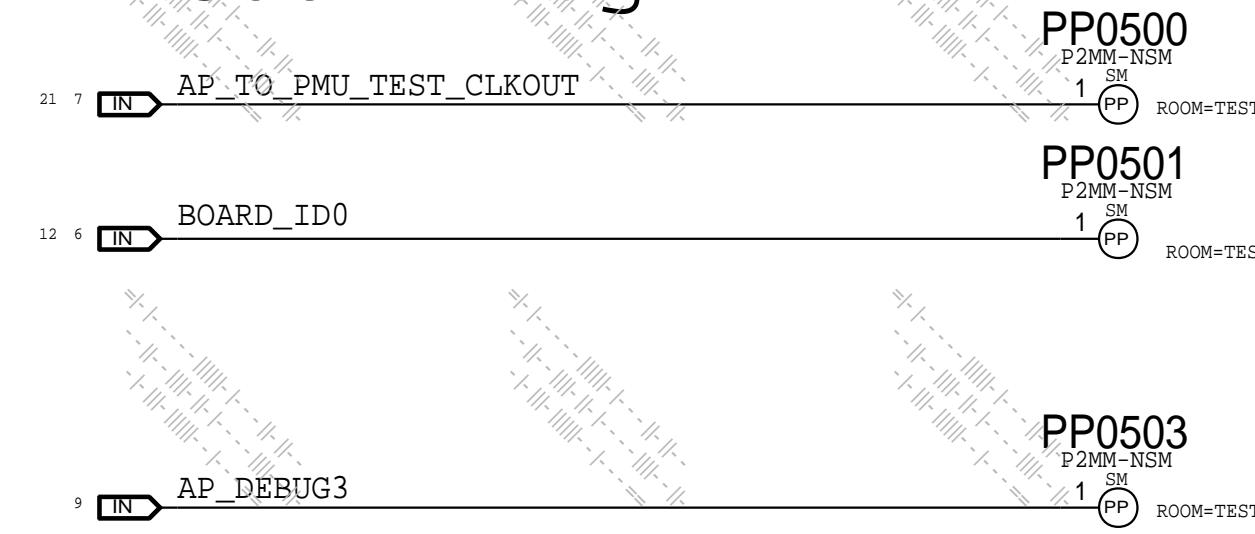 PP0500
P2MM-NSM
SM
AP_TO_PMU_TEST_CLKOUT
21 7 IN 1 PP ROOM=TEST
PP0501
P2MM-NSM
SM
BOARD_ID0
12 6 IN 1 PP ROOM=TES
PP0503
P2MM-NSM
SM
AP_DEBUG3
9 IN 1 PP ROOM=TEST